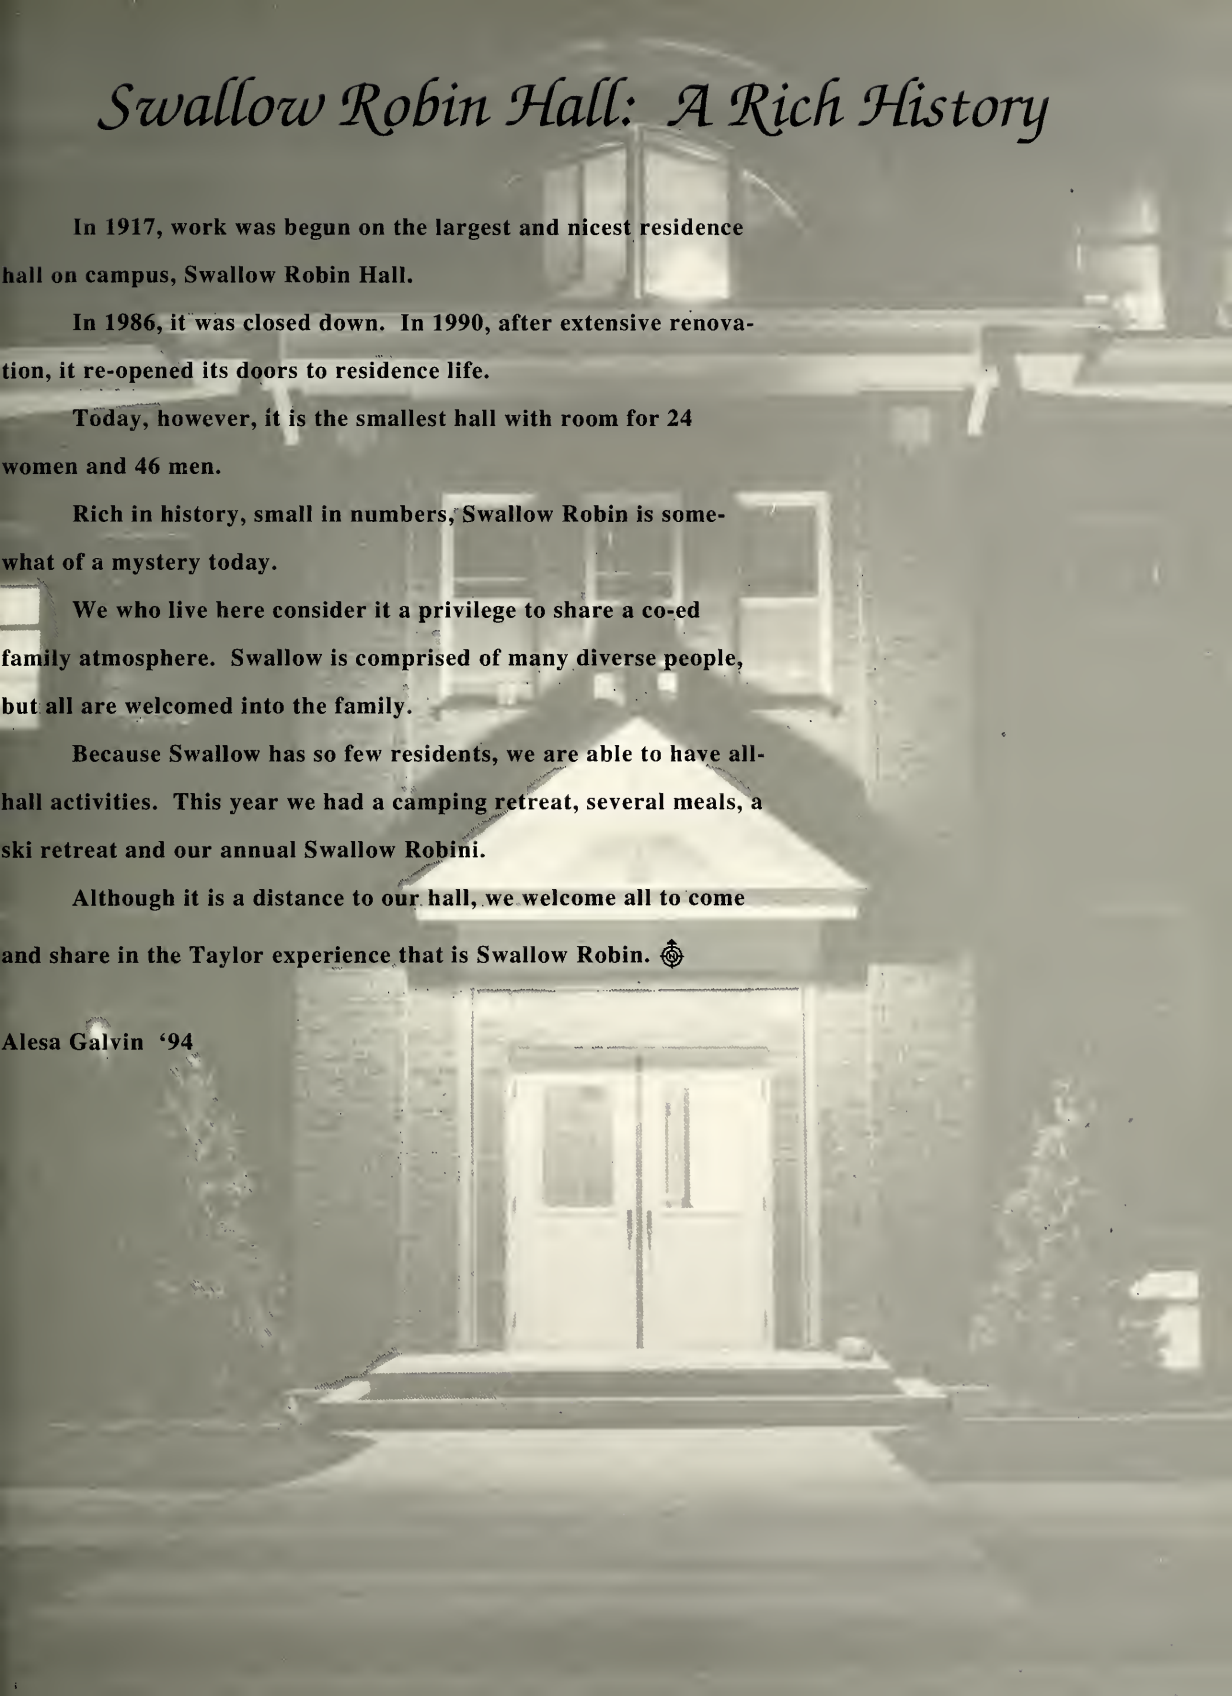 Swallow Robin Hall: A Rich History
In 1917, work was begun on the largest and nicest residence
hall on campus, Swallow Robin Hall.
In 1986, it was closed down. In 1990, after extensive renova-
tion, it re-opened its doors to residence life.
Today, however, it is the smallest hall with room for 24
women and 46 men.
Rich in history, small in numbers, Swallow Robin is some-
what of a mystery today.
We who live here consider it a privilege to share a co-ed
family atmosphere. Swallow is comprised of many diverse people,
but all are welcomed into the family.
Because Swallow has so few residents, we are able to have all-
hall activities. This year we had a camping retreat, several meals, a
ski retreat and our annual Swallow Robini.
Although it is a distance to our hall, we welcome all to come
and share in the Taylor experience that is Swallow Robin.
Alesa Galvin ‘94